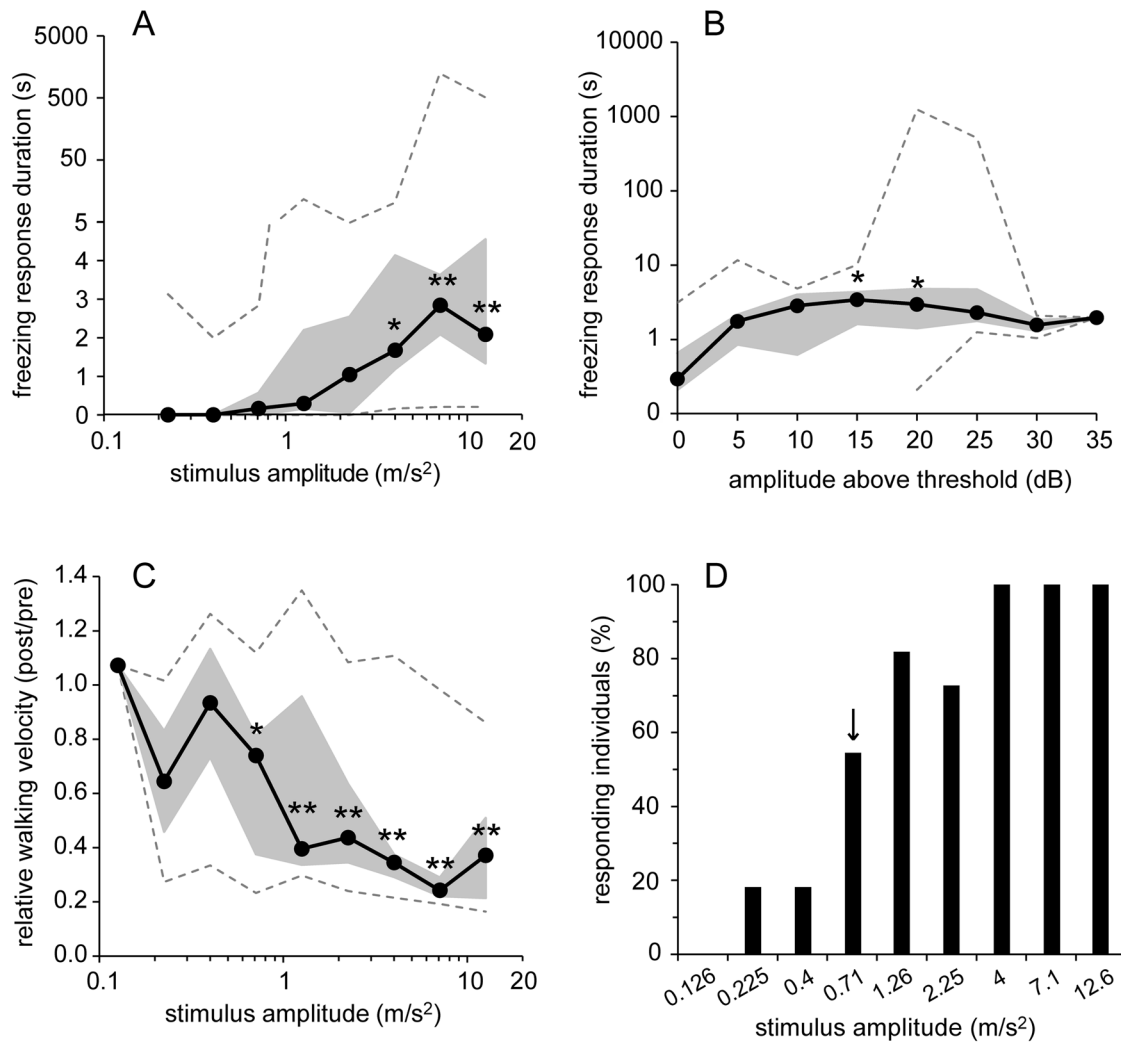 A
freezing response duration (s)
5000
500
50
5
4
3
2
1
0
* ** **
0.1 1 10 20
stimulus amplitude (m/s²)
B
freezing response duration (s)
10000
1000
100
10
1
0
* *
0 5 10 15 20 25 30 35
amplitude above threshold (dB)
C
relative walking velocity (post/pre)
1.4
1.2
1.0
0.8
0.6
0.4
0.2
0.0
* ** ** ** ** **
0.1 1 10 20
stimulus amplitude (m/s²)
D
responding individuals (%)
100
80
60
40
20
0
↓
0.126 0.225 0.4 0.71 1.26 2.25 4 7.1 12.6
stimulus amplitude (m/s²)